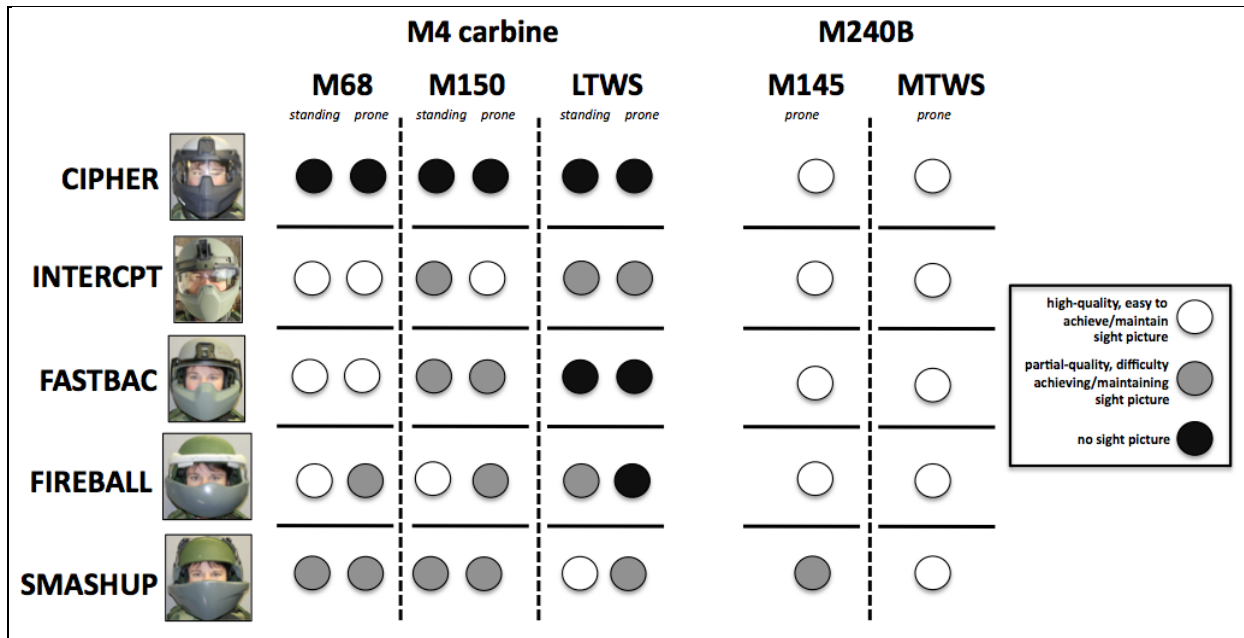 M4 carbine M240B
M68 M150 LTWS M145 MTWS
standing prone standing prone standing prone prone prone
CIPHER
INTERCPT
FASTBAC
FIREBALL
SMASHUP
high-quality, easy to
achieve/maintain
sight picture
partial-quality, difficulty
achieving/maintaining
sight picture
no sight picture